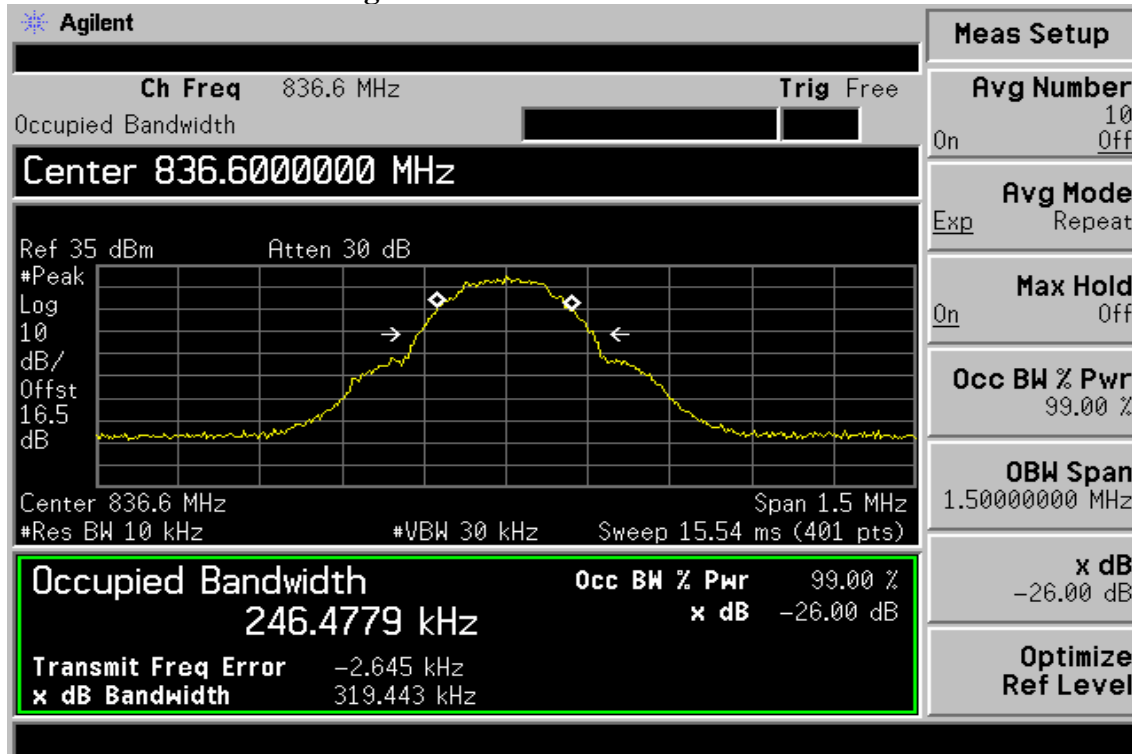 Agilent
Ch Freq 836.6 MHz Trig Free
Occupied Bandwidth
Center 836.6000000 MHz
Ref 35 dBm Atten 30 dB
#Peak
Log
10
dB/
Offst
16.5
dB
Center 836.6 MHz Span 1.5 MHz
#Res BW 10 kHz #VBW 30 kHz Sweep 15.54 ms (401 pts)
Occupied Bandwidth Occ BW % Pwr 99.00 %
246.4779 kHz x dB -26.00 dB
Transmit Freq Error -2.645 kHz
x dB Bandwidth 319.443 kHz
Meas Setup
Avg Number
10
On Off
Avg Mode
Exp Repeat
Max Hold
On Off
Occ BW % Pwr
99.00 %
OBW Span
1.50000000 MHz
x dB
-26.00 dB
Optimize
Ref Level